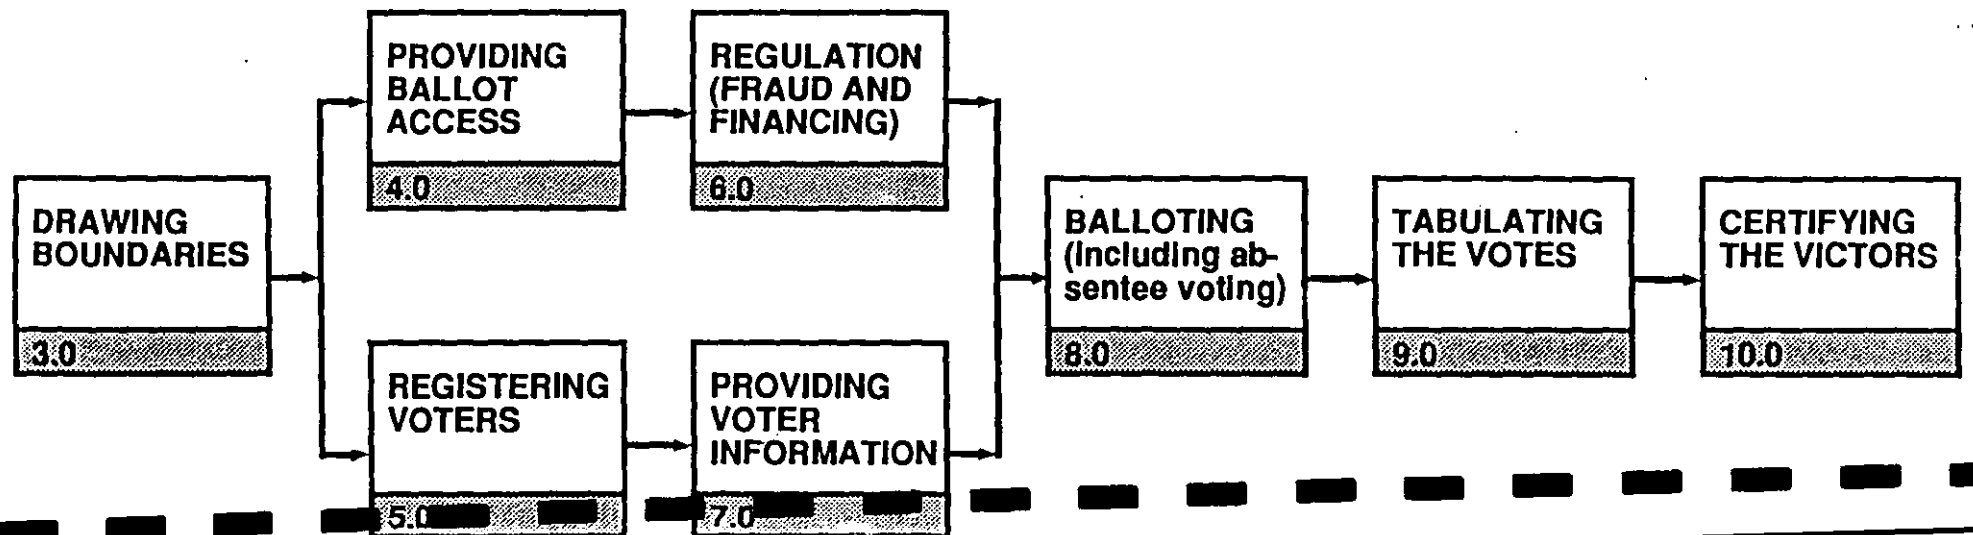 DRAWING
BOUNDARIES
3.0
PROVIDING
BALLOT
ACCESS
4.0
REGULATION
(FRAUD AND
FINANCING)
6.0
REGISTERING
VOTERS
5.0
PROVIDING
VOTER
INFORMATION
7.0
BALLOTING
(including ab-
sentee voting)
8.0
TABULATING
THE VOTES
9.0
CERTIFYING
THE VICTORS
10.0